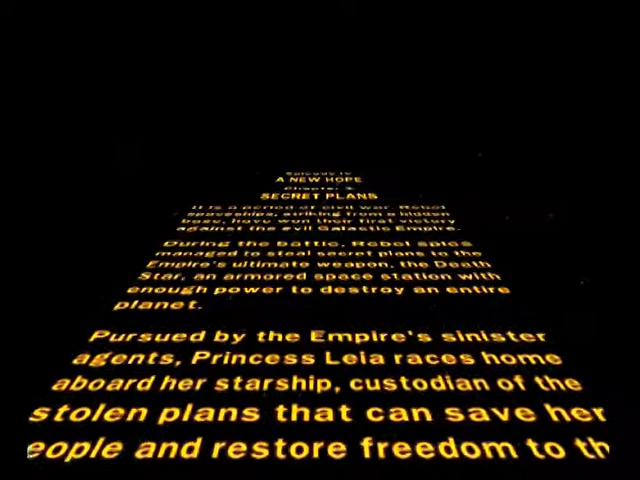 Episode IV
A NEW HOPE
Chapter 1
SECRET PLANS
It is a period of civil war. Rebel
spaceships, striking from a hidden
base, have won their first victory
against the evil Galactic Empire.
During the battle, Rebel spies
managed to steal secret plans to the
Empire's ultimate weapon, the Death
Star, an armored space station with
enough power to destroy an entire
planet.
Pursued by the Empire's sinister
agents, Princess Leia races home
aboard her starship, custodian of the
stolen plans that can save her
eople and restore freedom to th